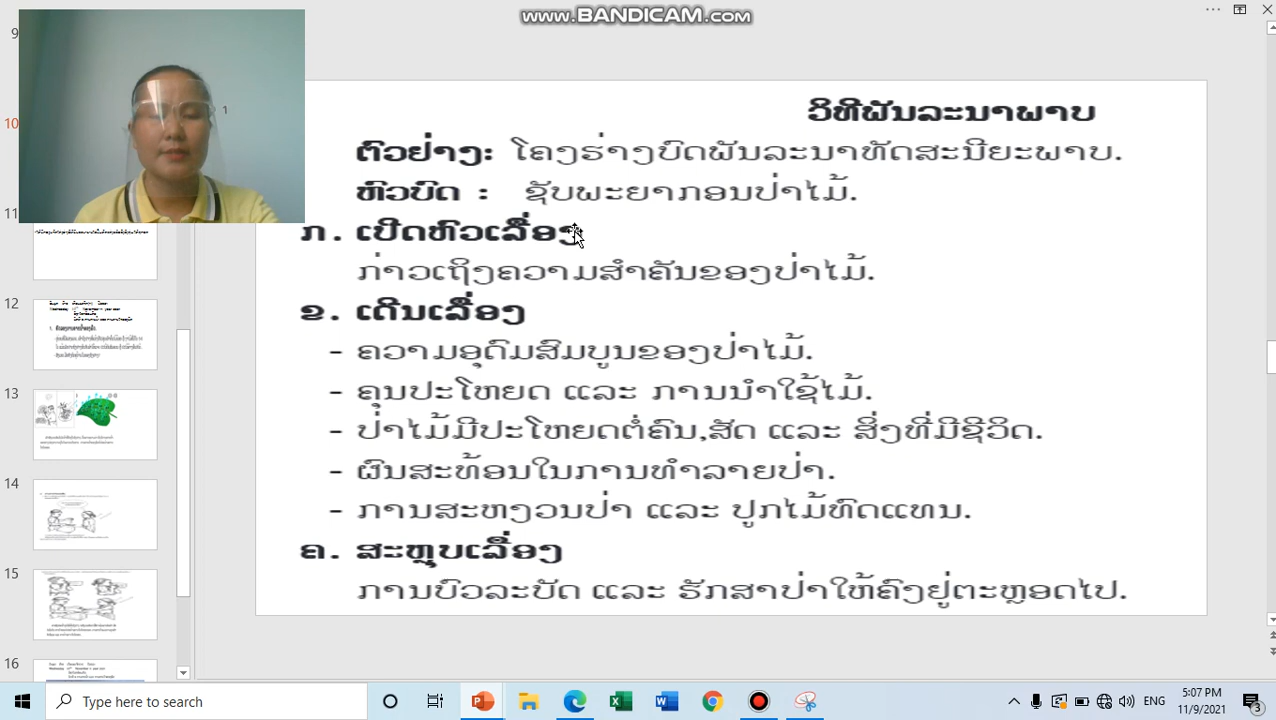 www.BANDICAM.com
ວິທີພັນລະນາພາບ
ຕົວຢ່າງ: ໂຄງຮ່າງບົດພັນລະນາທັດສະນີຍະພາບ.
ຫົວບົດ : ຊັບພະຍາກອນປ່າໄມ້.
ກ. ເປີດຫົວເລື່ອງ
ກ່າວເຖິງຄວາມສໍາຄັນຂອງປ່າໄມ້.
ຂ. ເດີນເລື່ອງ
- ຄວາມອຸດົມສົມບູນຂອງປ່າໄມ້.
- ຄຸນປະໂຫຍດ ແລະ ການນໍາໃຊ້ໄມ້.
- ປ່າໄມ້ມີປະໂຫຍດຕໍ່ຄົນ,ສັດ ແລະ ສິ່ງທີ່ມີຊີວິດ.
- ຜົນສະທ້ອນໃນການທໍາລາຍປ່າ.
- ການສະຫງວນປ່າ ແລະ ປູກໄມ້ທົດແທນ.
ຄ. ສະຫຼຸບເລື່ອງ
ການບົວລະບັດ ແລະ ຮັກສາປ່າໃຫ້ຄົງຢູ່ຕະຫຼອດໄປ.
9
10
11
12
13
14
15
16
1
Type here to search
ENG
3:07 PM
11/9/2021